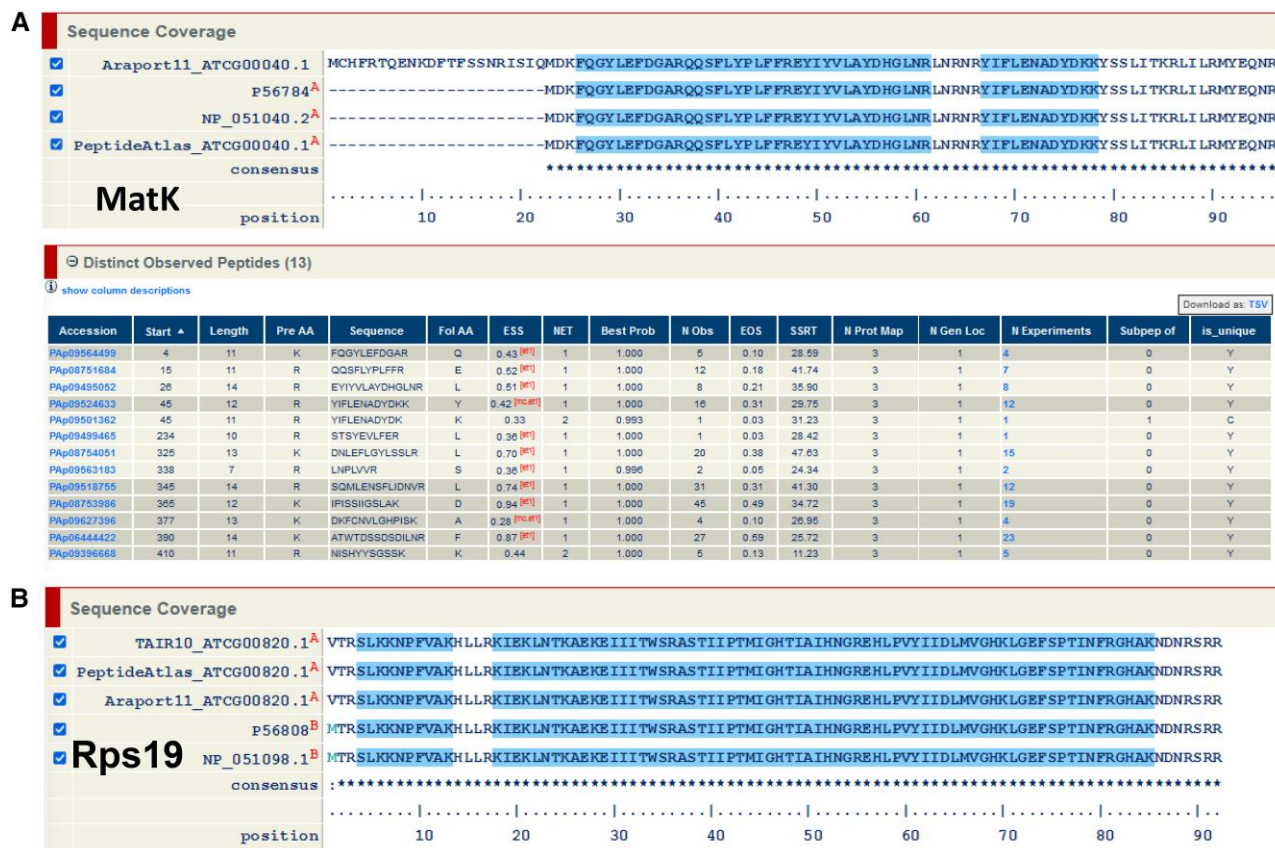 A
Sequence Coverage
Araport11_ATCG00040.1 MCHFRTQENKDFTFSSNRISIQMDKFQGYLEFDGARQQSFLYPLFFREYIYVLAYDHGLNRLNRNRYIFLENADYDKKYSSLITKRLILRMYEQNR
P56784A ----------------------MDKFQGYLEFDGARQQSFLYPLFFREYIYVLAYDHGLNRLNRNRYIFLENADYDKKYSSLITKRLILRMYEQNR
NP_051040.2A ----------------------MDKFQGYLEFDGARQQSFLYPLFFREYIYVLAYDHGLNRLNRNRYIFLENADYDKKYSSLITKRLILRMYEQNR
PeptideAtlas_ATCG00040.1A ----------------------MDKFQGYLEFDGARQQSFLYPLFFREYIYVLAYDHGLNRLNRNRYIFLENADYDKKYSSLITKRLILRMYEQNR
consensus **************************************************************************
MatK
position 10 20 30 40 50 60 70 80 90
Distinct Observed Peptides (13)
show column descriptions
Download as: TSV
Accession Start Length Pre AA Sequence Fol AA ESS NET Best Prob N Obs EOS SSRT N Prot Map N Gen Loc N Experiments Subpep of is_unique
PAp09564499 4 11 K FQGYLEFDGAR Q 0.43 [et1] 1 1.000 5 0.10 28.59 3 1 4 0 Y
PAp08751684 15 11 R QQSFLYPLFFR E 0.52 [et1] 1 1.000 12 0.18 41.74 3 1 7 0 Y
PAp09495052 26 14 R EYIYVLAYDHGLNR L 0.51 [et1] 1 1.000 8 0.21 35.90 3 1 8 0 Y
PAp09524633 45 12 R YIFLENADYDKK Y 0.42 [mc,et1] 1 1.000 16 0.31 29.75 3 1 12 0 Y
PAp09501362 45 11 R YIFLENADYDK K 0.33 2 0.993 1 0.03 31.23 3 1 1 1 C
PAp09499465 234 10 R STSYEVLFER L 0.36 [et1] 1 1.000 1 0.03 28.42 3 1 1 0 Y
PAp08754051 325 13 K DNLEFLGYLSSLR L 0.70 [et1] 1 1.000 20 0.38 47.63 3 1 15 0 Y
PAp09563183 338 7 R LNPLVVR S 0.36 [et1] 1 0.996 2 0.05 24.34 3 1 2 0 Y
PAp09518755 345 14 R SQMLENSFLIDNVR L 0.74 [et1] 1 1.000 31 0.31 41.30 3 1 12 0 Y
PAp08753986 365 12 K IPISSIIGSLAK D 0.94 [et1] 1 1.000 45 0.49 34.72 3 1 19 0 Y
PAp09627396 377 13 K DKFCNVLGHPISK A 0.28 [mc,et1] 1 1.000 4 0.10 26.95 3 1 4 0 Y
PAp06444422 390 14 K ATWTDSSDSDILNR F 0.87 [et1] 1 1.000 27 0.59 25.72 3 1 23 0 Y
PAp09396668 410 11 R NISHYYSGSSK K 0.44 2 1.000 5 0.13 11.23 3 1 5 0 Y
B
Sequence Coverage
TAIR10_ATCG00820.1A VTRSLKKNPFVAKHLLRKIEKLNTKAEKEIIITWSRASTIIPTMIGHTIAIHNGREHLPVYIIDLMVGHKLGEFSPTINFRGHAKNDNRSRR
PeptideAtlas_ATCG00820.1A VTRSLKKNPFVAKHLLRKIEKLNTKAEKEIIITWSRASTIIPTMIGHTIAIHNGREHLPVYIIDLMVGHKLGEFSPTINFRGHAKNDNRSRR
Araport11_ATCG00820.1A VTRSLKKNPFVAKHLLRKIEKLNTKAEKEIIITWSRASTIIPTMIGHTIAIHNGREHLPVYIIDLMVGHKLGEFSPTINFRGHAKNDNRSRR
P56808B MTRSLKKNPFVAKHLLRKIEKLNTKAEKEIIITWSRASTIIPTMIGHTIAIHNGREHLPVYIIDLMVGHKLGEFSPTINFRGHAKNDNRSRR
Rps19 NP_051098.1B MTRSLKKNPFVAKHLLRKIEKLNTKAEKEIIITWSRASTIIPTMIGHTIAIHNGREHLPVYIIDLMVGHKLGEFSPTINFRGHAKNDNRSRR
consensus :*******************************************************************************************
position 10 20 30 40 50 60 70 80 90